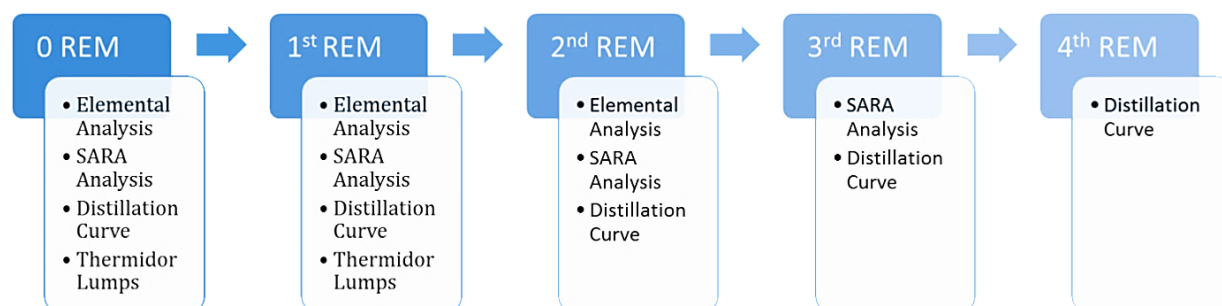 0 REM
• Elemental
Analysis
• SARA
Analysis
• Distillation
Curve
• Thermidor
Lumps
1st REM
• Elemental
Analysis
• SARA
Analysis
• Distillation
Curve
• Thermidor
Lumps
2nd REM
• Elemental
Analysis
• SARA
Analysis
• Distillation
Curve
3rd REM
• SARA
Analysis
• Distillation
Curve
4th REM
• Distillation
Curve